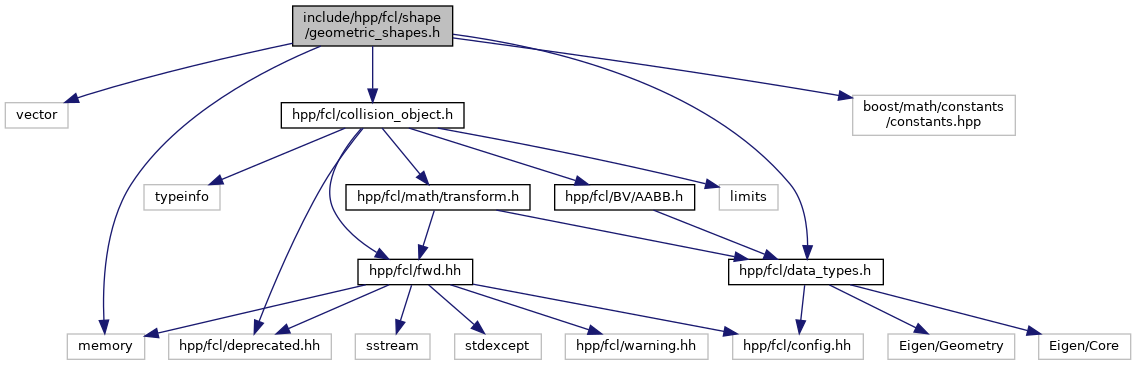 include/hpp/fcl/shape
/geometric_shapes.h
vector
hpp/fcl/collision_object.h
boost/math/constants
/constants.hpp
typeinfo
hpp/fcl/math/transform.h
hpp/fcl/BV/AABB.h
limits
hpp/fcl/fwd.hh
hpp/fcl/data_types.h
memory
hpp/fcl/deprecated.hh
sstream
stdexcept
hpp/fcl/warning.hh
hpp/fcl/config.hh
Eigen/Geometry
Eigen/Core